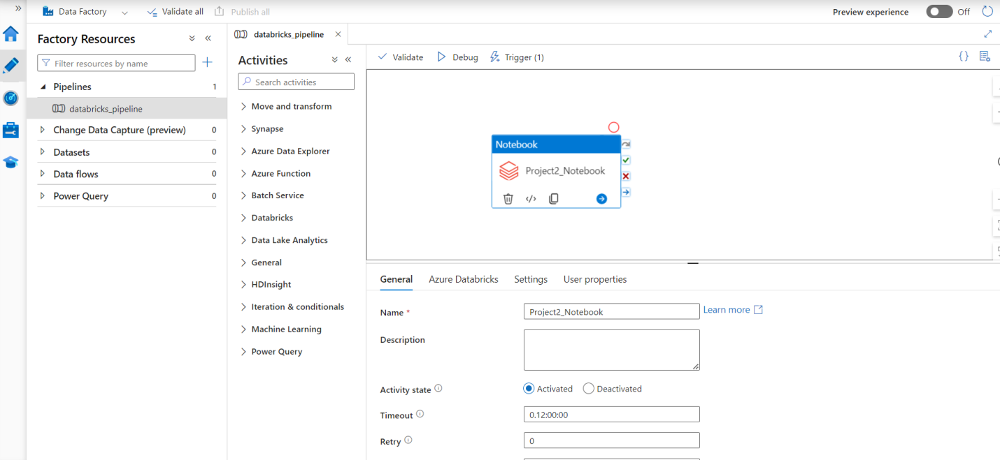 Data Factory
Validate all
Publish all
Preview experience
Off
Factory Resources
Filter resources by name
Pipelines 1
databricks_pipeline
Change Data Capture (preview) 0
Datasets 0
Data flows 0
Power Query 0
databricks_pipeline
Activities
Search activities
Move and transform
Synapse
Azure Data Explorer
Azure Function
Batch Service
Databricks
Data Lake Analytics
General
HDInsight
Iteration & conditionals
Machine Learning
Power Query
Validate
Debug
Trigger (1)
Notebook
Project2_Notebook
General
Azure Databricks
Settings
User properties
Name *
Project2_Notebook
Learn more
Description
Activity state
Activated
Deactivated
Timeout
0.12:00:00
Retry
0